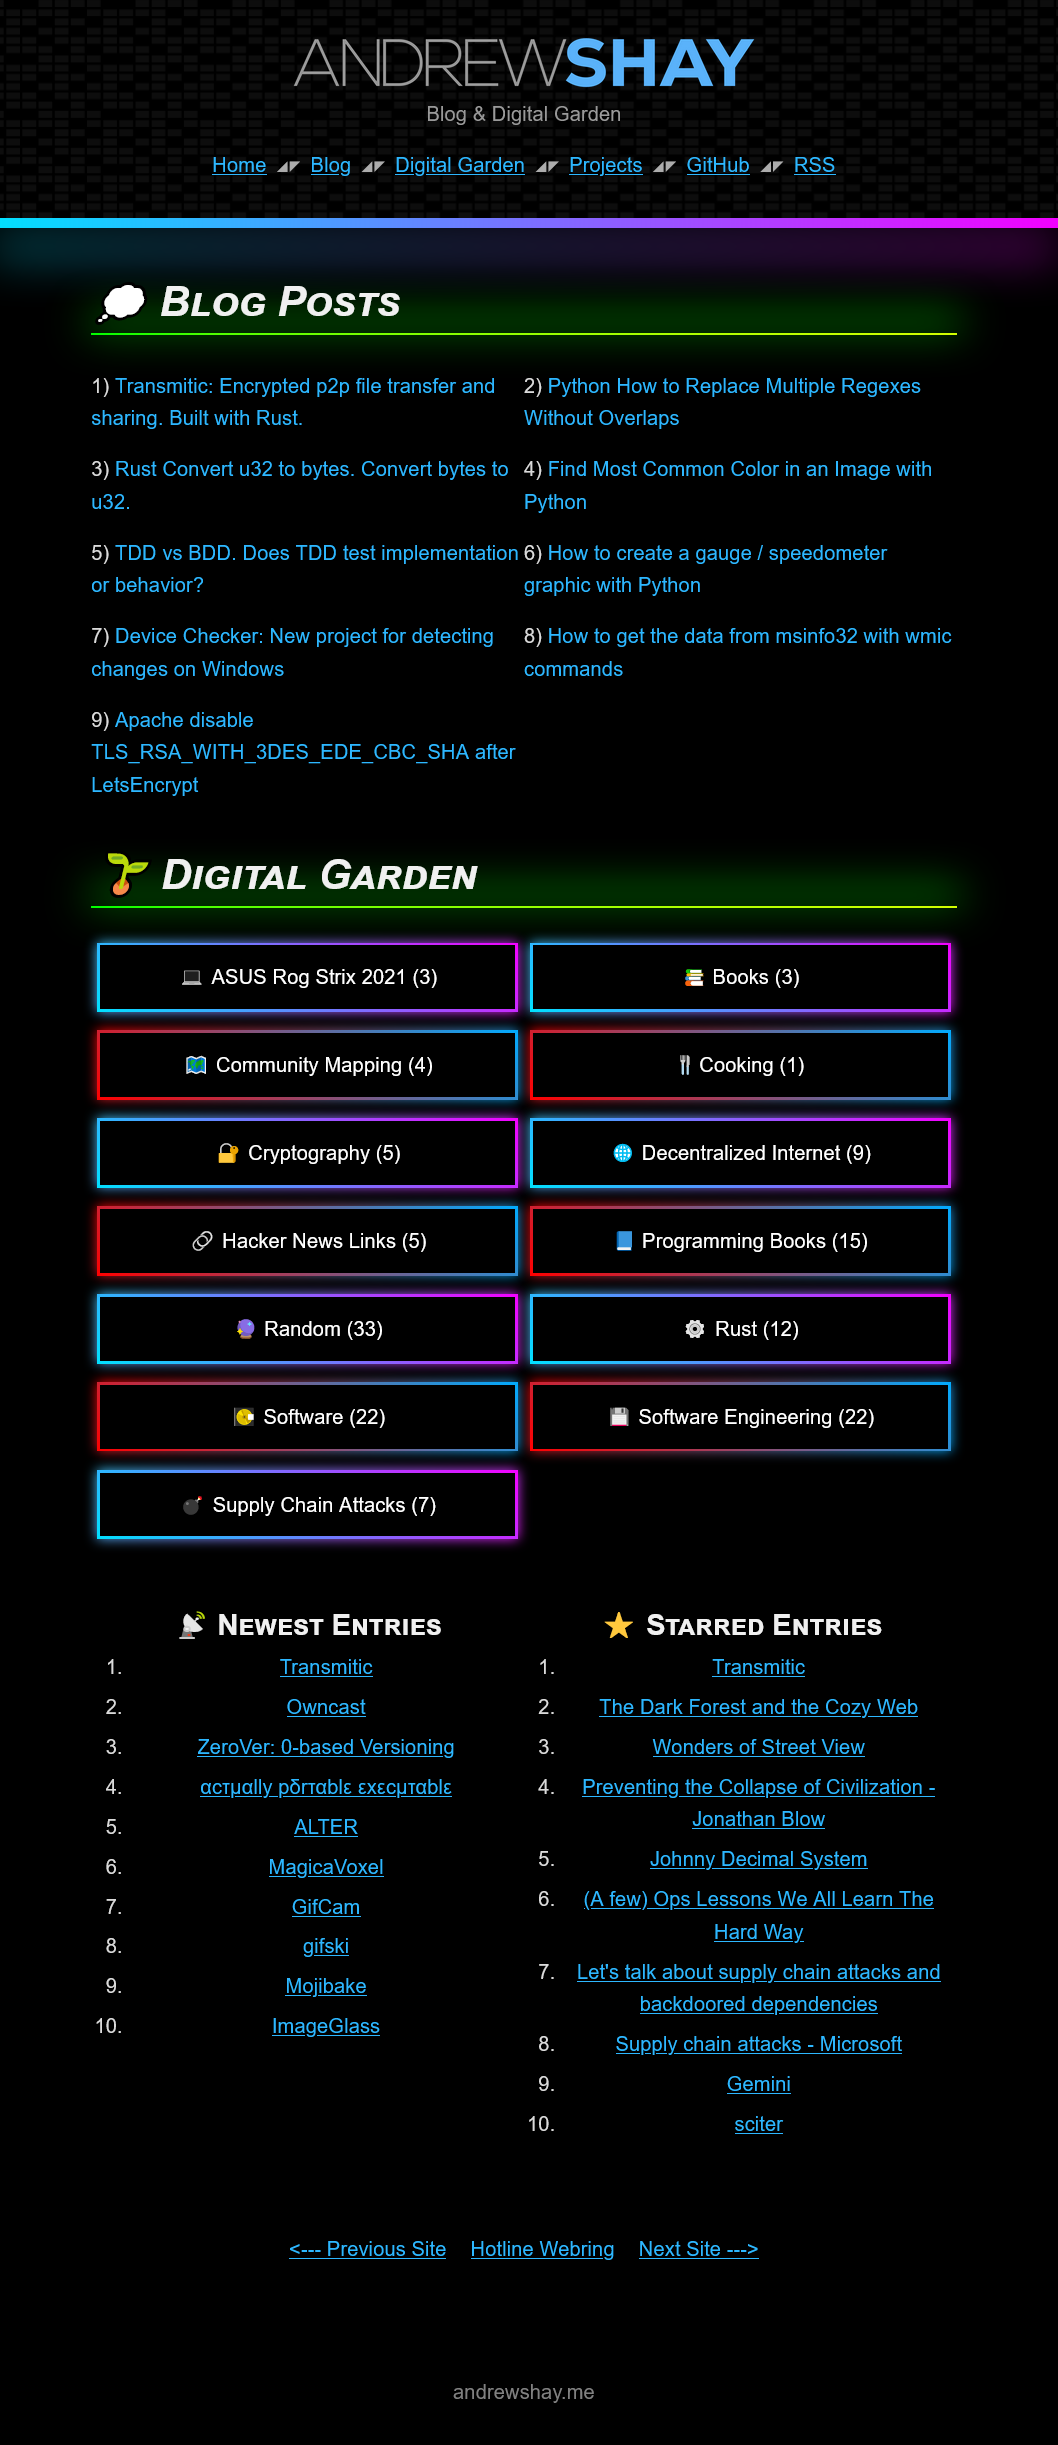 ANDREWSHAY
Blog & Digital Garden
Home Blog Digital Garden Projects GitHub RSS
Blog Posts
1) Transmitic: Encrypted p2p file transfer and
sharing. Built with Rust.
2) Python How to Replace Multiple Regexes
Without Overlaps
3) Rust Convert u32 to bytes. Convert bytes to
u32.
4) Find Most Common Color in an Image with
Python
5) TDD vs BDD. Does TDD test implementation
or behavior?
6) How to create a gauge / speedometer
graphic with Python
7) Device Checker: New project for detecting
changes on Windows
8) How to get the data from msinfo32 with wmic
commands
9) Apache disable
TLS_RSA_WITH_3DES_EDE_CBC_SHA after
LetsEncrypt
Digital Garden
ASUS Rog Strix 2021 (3)
Books (3)
Community Mapping (4)
Cooking (1)
Cryptography (5)
Decentralized Internet (9)
Hacker News Links (5)
Programming Books (15)
Random (33)
Rust (12)
Software (22)
Software Engineering (22)
Supply Chain Attacks (7)
Newest Entries
1. Transmitic
2. Owncast
3. ZeroVer: 0-based Versioning
4. αcτμαlly pδrταblε εxεcμταblε
5. ALTER
6. MagicaVoxel
7. GifCam
8. gifski
9. Mojibake
10. ImageGlass
Starred Entries
1. Transmitic
2. The Dark Forest and the Cozy Web
3. Wonders of Street View
4. Preventing the Collapse of Civilization -
Jonathan Blow
5. Johnny Decimal System
6. (A few) Ops Lessons We All Learn The
Hard Way
7. Let's talk about supply chain attacks and
backdoored dependencies
8. Supply chain attacks - Microsoft
9. Gemini
10. sciter
<--- Previous Site Hotline Webring Next Site --->
andrewshay.me